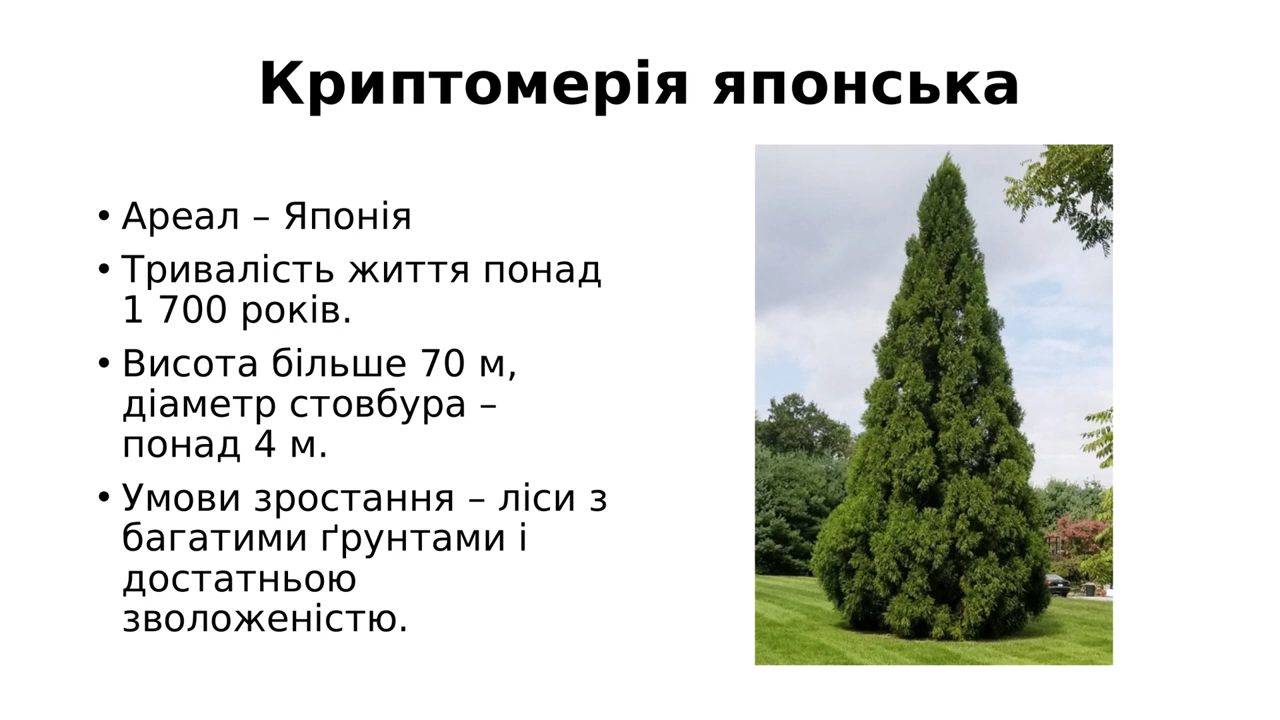 Криптомерія японська
• Ареал – Японія
• Тривалість життя понад
1 700 років.
• Висота більше 70 м,
діаметр стовбура –
понад 4 м.
• Умови зростання – ліси з
багатими ґрунтами і
достатньою
зволоженістю.